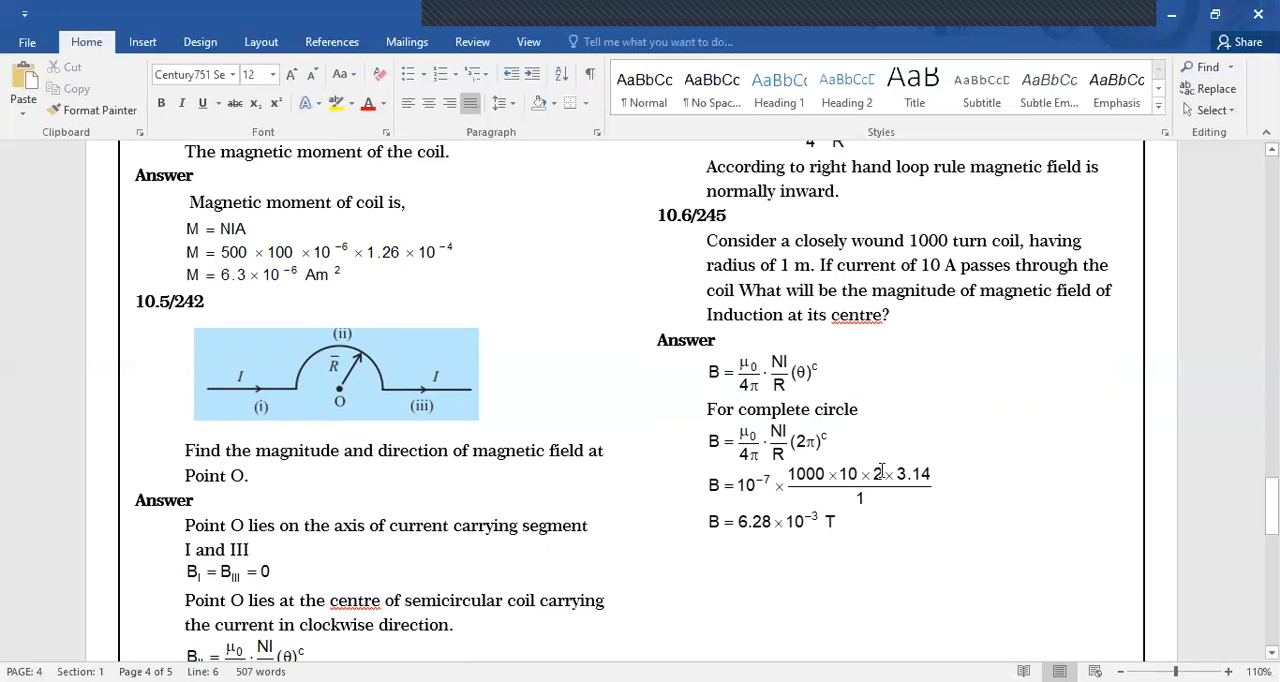 File Home Insert Design Layout References Mailings Review View Tell me what you want to do... Share
Paste Cut Copy Format Painter
Century751 Se 12 Aa
AaBbCc AaBbCc AaBbCc AaBbCc AaB AaBbCc AaBbCc AaBbCc
¶ Normal ¶ No Spac... Heading 1 Heading 2 Title Subtitle Subtle Em... Emphasis
Find Replace Select
Clipboard Font Paragraph Styles Editing
The magnetic moment of the coil.
Answer
Magnetic moment of coil is,
M = NIA
M = 500 × 100 × 10⁻⁶ × 1.26 × 10⁻⁴
M = 6.3 × 10⁻⁶ Am²
10.5/242
(ii)
R̅
I I
O
(i) (iii)
Find the magnitude and direction of magnetic field at
Point O.
Answer
Point O lies on the axis of current carrying segment
I and III
B_I = B_III = 0
Point O lies at the centre of semicircular coil carrying
the current in clockwise direction.
B_II = μ₀ · NI (θ)ᶜ
4 R
According to right hand loop rule magnetic field is
normally inward.
10.6/245
Consider a closely wound 1000 turn coil, having
radius of 1 m. If current of 10 A passes through the
coil What will be the magnitude of magnetic field of
Induction at its centre?
Answer
B = μ₀/4π · NI/R (θ)ᶜ
For complete circle
B = μ₀/4π · NI/R (2π)ᶜ
B = 10⁻⁷ × 1000 × 10 × 2 × 3.14 / 1
B = 6.28 × 10⁻³ T
PAGE: 4 Section: 1 Page 4 of 5 Line: 6 507 words 110%